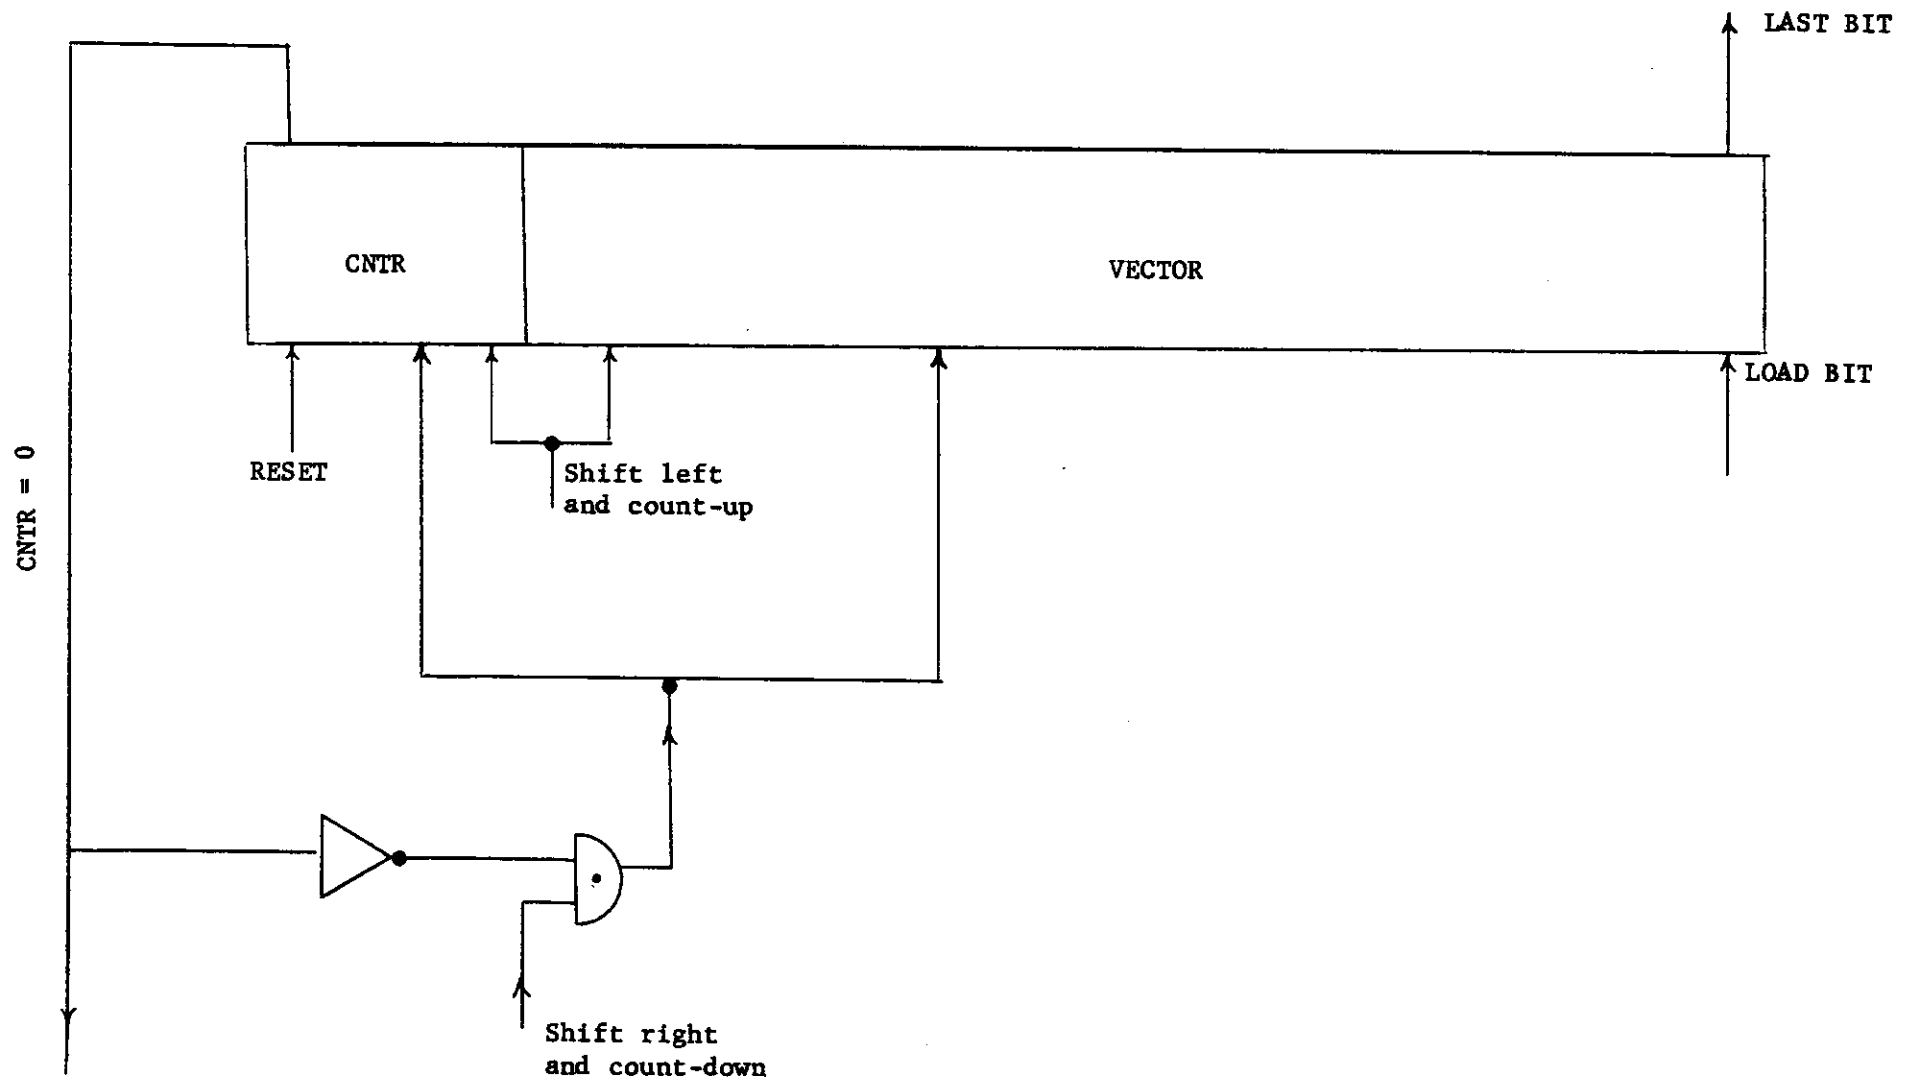 LAST BIT
CNTR
VECTOR
LOAD BIT
RESET
Shift left
and count-up
CNTR = 0
Shift right
and count-down